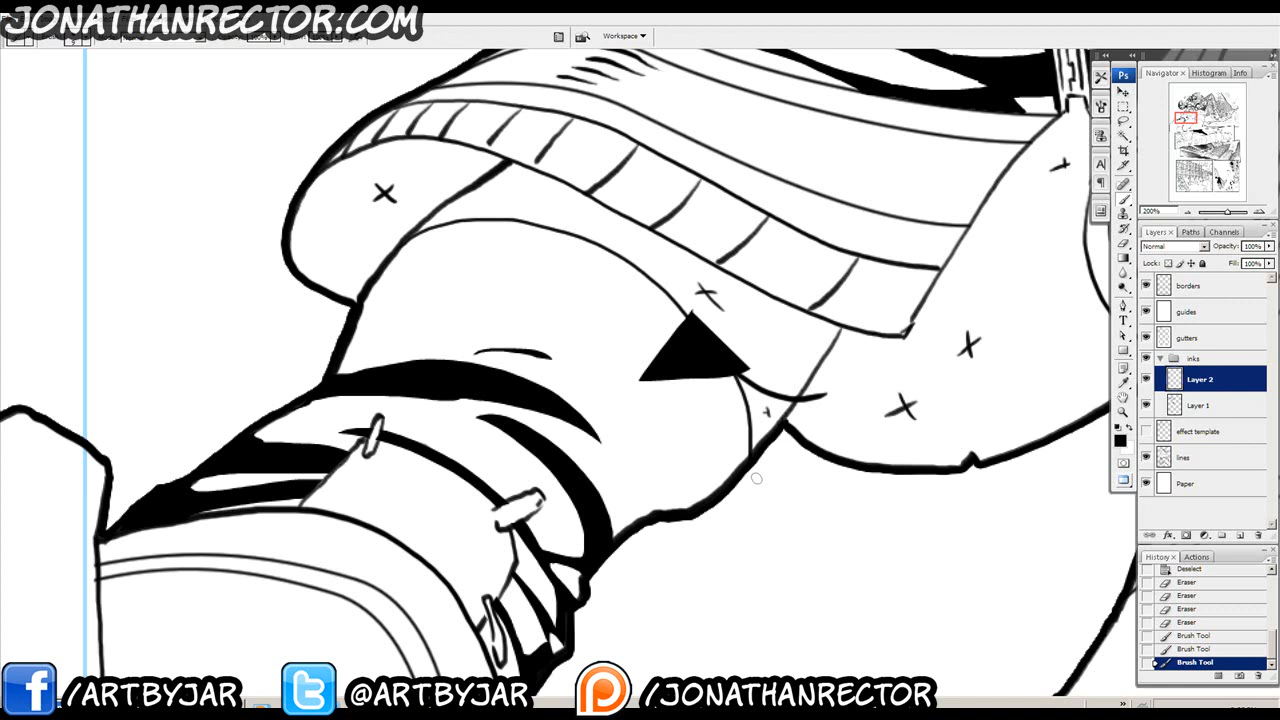 JONATHANRECTOR.COM
Workspace
Ps
Navigator × Histogram Info
200%
Layers × Paths Channels
Normal Opacity: 100%
Lock: Fill: 100%
borders
guides
gutters
inks
Layer 2
Layer 1
effect template
lines
Paper
History × Actions
Deselect
Eraser
Eraser
Eraser
Eraser
Brush Tool
Brush Tool
Brush Tool
/ARTBYJAR @ARTBYJAR /JONATHANRECTOR